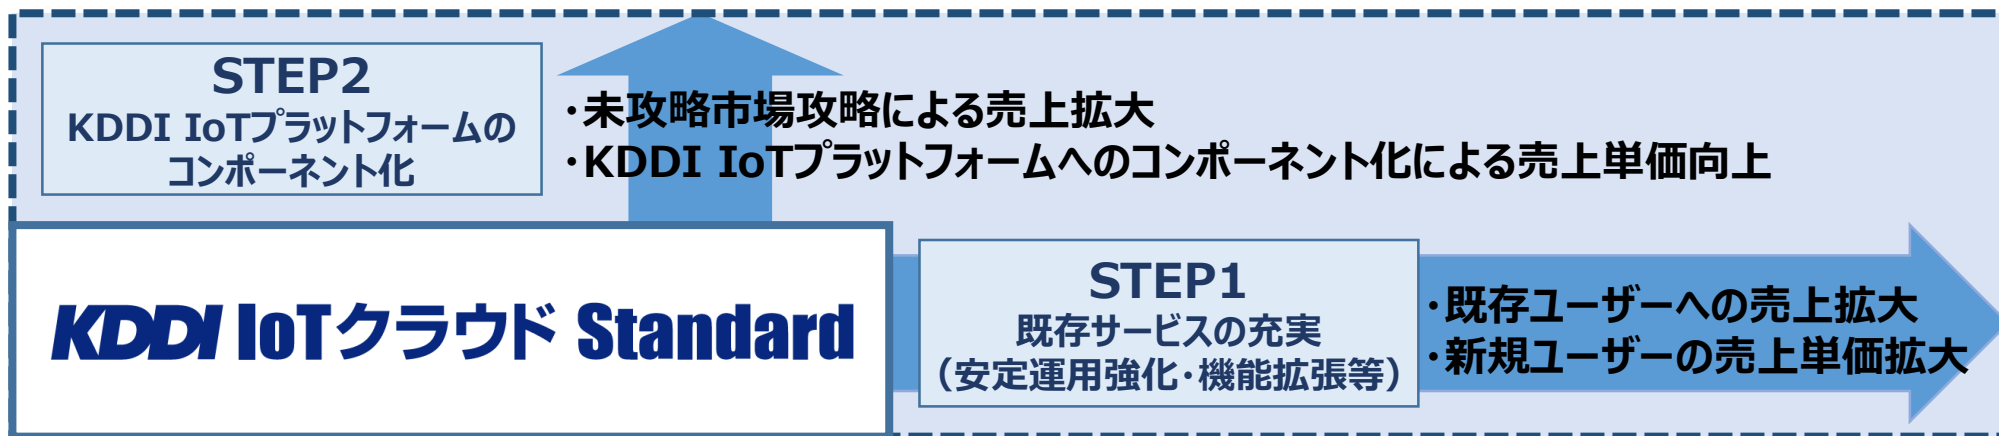 STEP2
KDDI IoTプラットフォームの
コンポーネント化
・未攻略市場攻略による売上拡大
・KDDI IoTプラットフォームへのコンポーネント化による売上単価向上
KDDI IoTクラウド Standard
STEP1
既存サービスの充実
（安定運用強化・機能拡張等）
・既存ユーザーへの売上拡大
・新規ユーザーの売上単価拡大